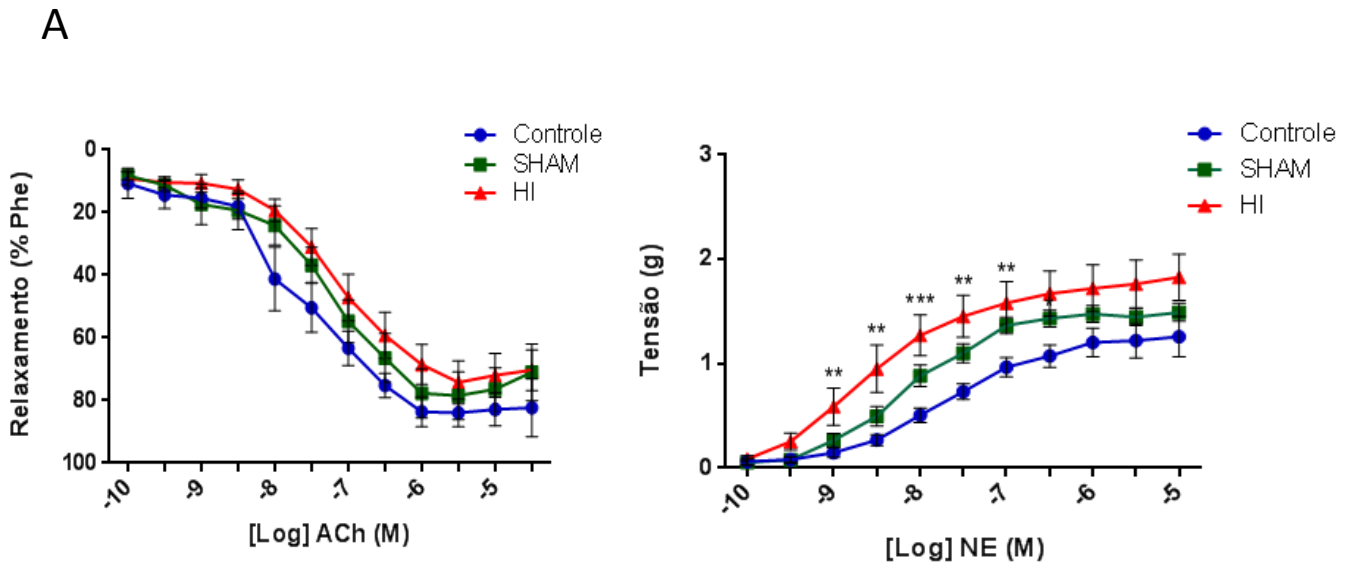 A
Controle
SHAM
HI
0
20
40
60
80
100
Relaxamento (% Phe)
-10
-9
-8
-7
-6
-5
[Log] ACh (M)
Controle
SHAM
HI
3
2
1
0
Tensão (g)
**
**
***
**
**
-10
-9
-8
-7
-6
-5
[Log] NE (M)